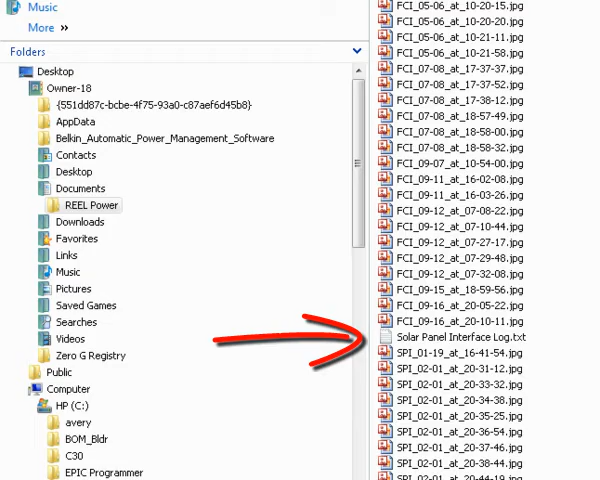 Music
More »
Folders
Desktop
Owner-18
{551dd87c-bcbe-4f75-93a0-c87aef6d45b8}
AppData
Belkin_Automatic_Power_Management_Software
Contacts
Desktop
Documents
REEL Power
Downloads
Favorites
Links
Music
Pictures
Saved Games
Searches
Videos
Zero G Registry
Public
Computer
HP (C:)
avery
BOM_Bldr
C30
EPIC Programmer
FCI_05-06_at_10-20-15.jpg
FCI_05-06_at_10-20-20.jpg
FCI_05-06_at_10-21-11.jpg
FCI_05-06_at_10-21-58.jpg
FCI_07-08_at_17-37-37.jpg
FCI_07-08_at_17-37-52.jpg
FCI_07-08_at_17-38-12.jpg
FCI_07-08_at_18-57-49.jpg
FCI_07-08_at_18-58-00.jpg
FCI_07-08_at_18-58-32.jpg
FCI_09-07_at_10-54-00.jpg
FCI_09-11_at_16-02-08.jpg
FCI_09-11_at_16-03-26.jpg
FCI_09-12_at_07-08-22.jpg
FCI_09-12_at_07-10-44.jpg
FCI_09-12_at_07-27-17.jpg
FCI_09-12_at_07-29-48.jpg
FCI_09-12_at_07-32-08.jpg
FCI_09-15_at_18-59-56.jpg
FCI_09-16_at_20-05-22.jpg
FCI_09-16_at_20-10-11.jpg
Solar Panel Interface Log.txt
SPI_01-19_at_16-41-54.jpg
SPI_02-01_at_20-31-12.jpg
SPI_02-01_at_20-33-32.jpg
SPI_02-01_at_20-34-38.jpg
SPI_02-01_at_20-35-25.jpg
SPI_02-01_at_20-36-54.jpg
SPI_02-01_at_20-37-46.jpg
SPI_02-01_at_20-38-44.jpg
SPI_02-01_at_20-44-19.jpg